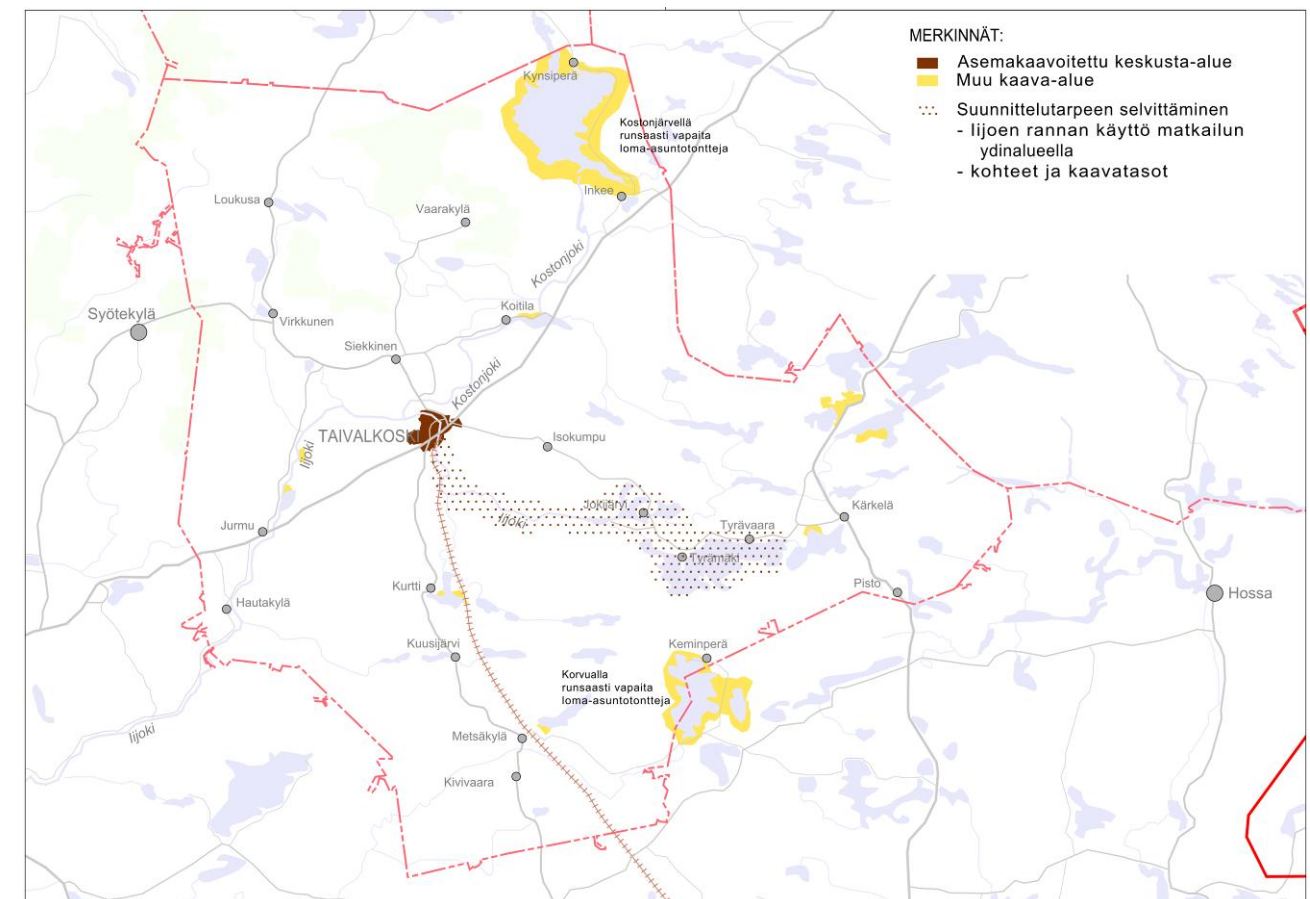 MERKINNÄT:
Asemakaavoitettu keskusta-alue
Muu kaava-alue
Suunnittelutarpeen selvittäminen
- Iijoen rannan käyttö matkailun
ydinalueella
- kohteet ja kaavatasot
Kynsiperä
Kostonjärvellä
runsaasti vapaita
loma-asuntotontteja
Inkee
Loukusa
Vaarakylä
Kostonjoki
Syötekylä
Virkkunen
Koitila
Siekkinen
Kostonjoki
TAIVALKOSKI
Isokumpu
Iijoki
Jokijärvi
Iijoki
Kärkelä
Jurmu
Tyrävaara
Tyrämäki
Kurtti
Pisto
Hossa
Hautakylä
Kuusijärvi
Keminperä
Korvualla
runsaasti vapaita
loma-asuntotontteja
Iijoki
Metsäkylä
Kivivaara